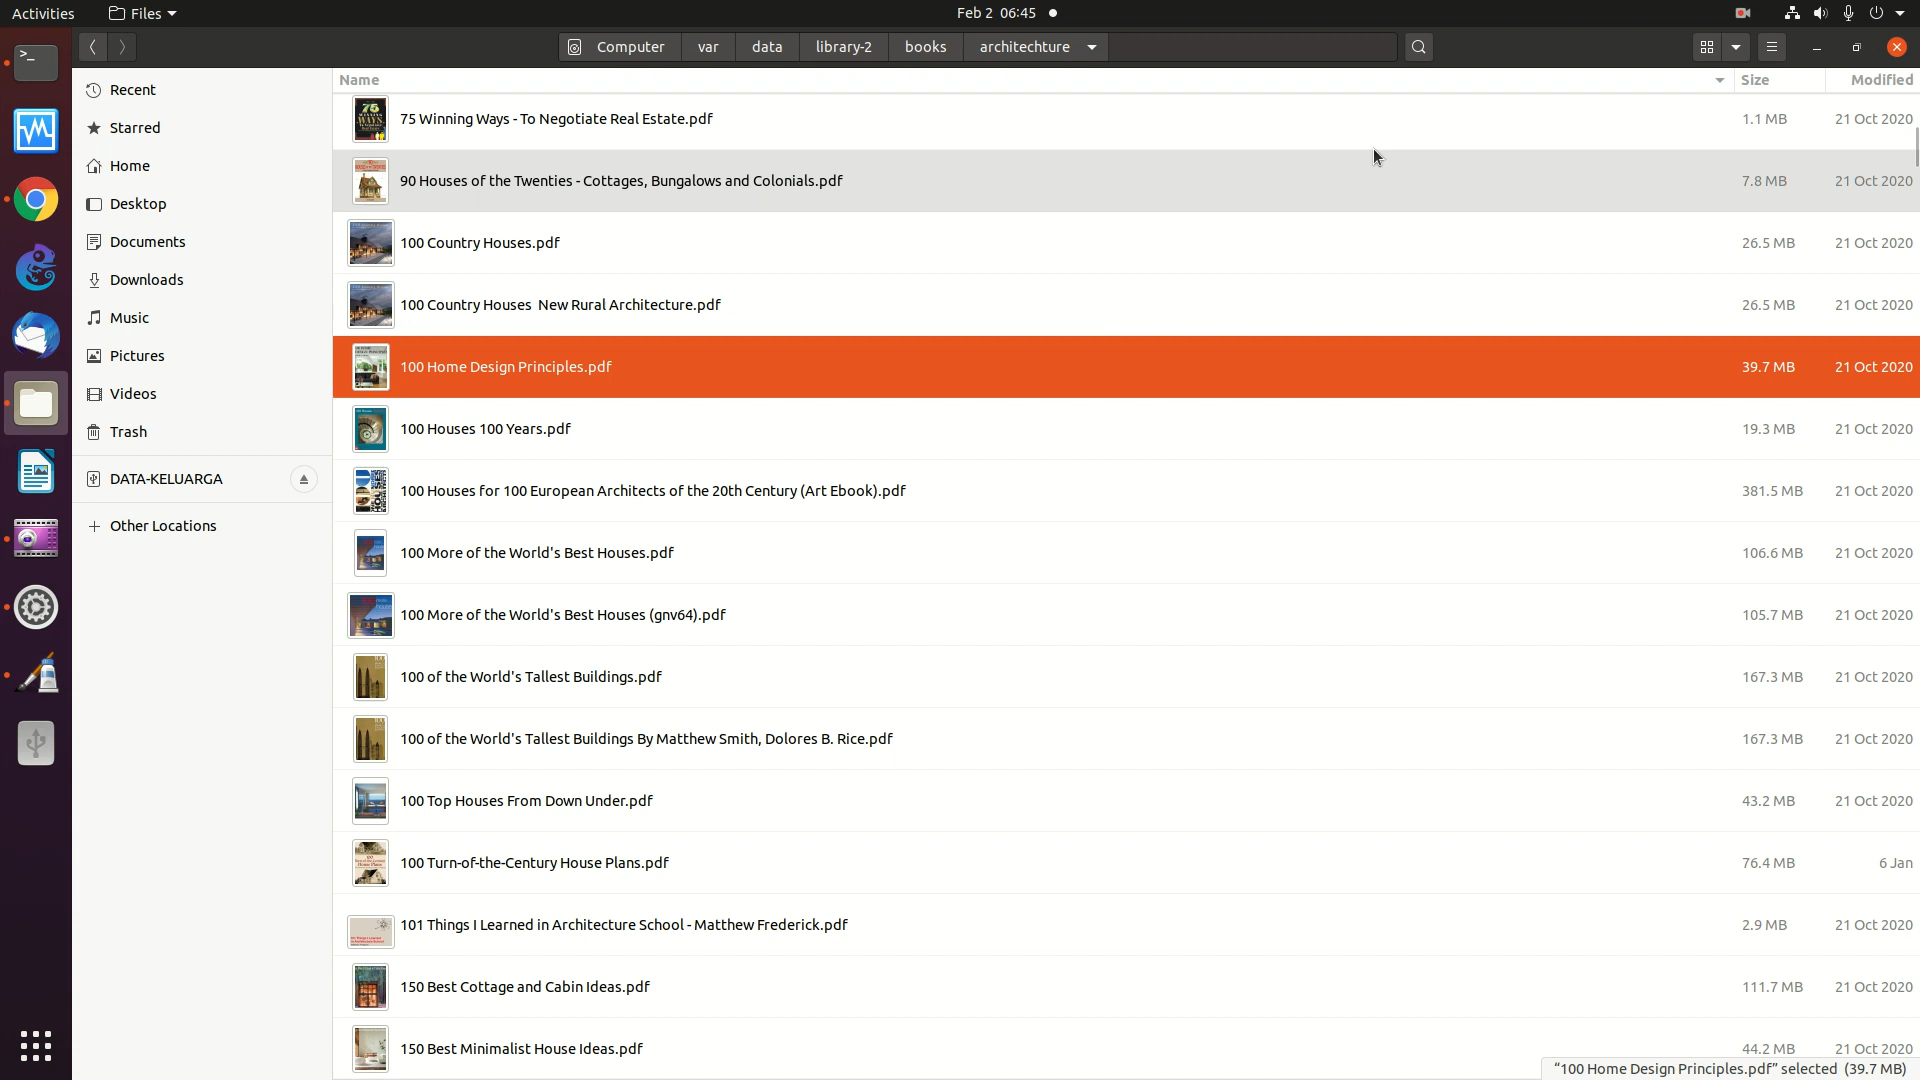 Activities Files Feb 2 06:45
Computer var data library-2 books architechture
Name Size Modified
Recent
Starred
Home
Desktop
Documents
Downloads
Music
Pictures
Videos
Trash
DATA-KELUARGA
Other Locations
75 Winning Ways - To Negotiate Real Estate.pdf 1.1 MB 21 Oct 2020
90 Houses of the Twenties - Cottages, Bungalows and Colonials.pdf 7.8 MB 21 Oct 2020
100 Country Houses.pdf 26.5 MB 21 Oct 2020
100 Country Houses  New Rural Architecture.pdf 26.5 MB 21 Oct 2020
100 Home Design Principles.pdf 39.7 MB 21 Oct 2020
100 Houses 100 Years.pdf 19.3 MB 21 Oct 2020
100 Houses for 100 European Architects of the 20th Century (Art Ebook).pdf 381.5 MB 21 Oct 2020
100 More of the World's Best Houses.pdf 106.6 MB 21 Oct 2020
100 More of the World's Best Houses (gnv64).pdf 105.7 MB 21 Oct 2020
100 of the World's Tallest Buildings.pdf 167.3 MB 21 Oct 2020
100 of the World's Tallest Buildings By Matthew Smith, Dolores B. Rice.pdf 167.3 MB 21 Oct 2020
100 Top Houses From Down Under.pdf 43.2 MB 21 Oct 2020
100 Turn-of-the-Century House Plans.pdf 76.4 MB 6 Jan
101 Things I Learned in Architecture School - Matthew Frederick.pdf 2.9 MB 21 Oct 2020
150 Best Cottage and Cabin Ideas.pdf 111.7 MB 21 Oct 2020
150 Best Minimalist House Ideas.pdf 44.2 MB 21 Oct 2020
"100 Home Design Principles.pdf" selected (39.7 MB)